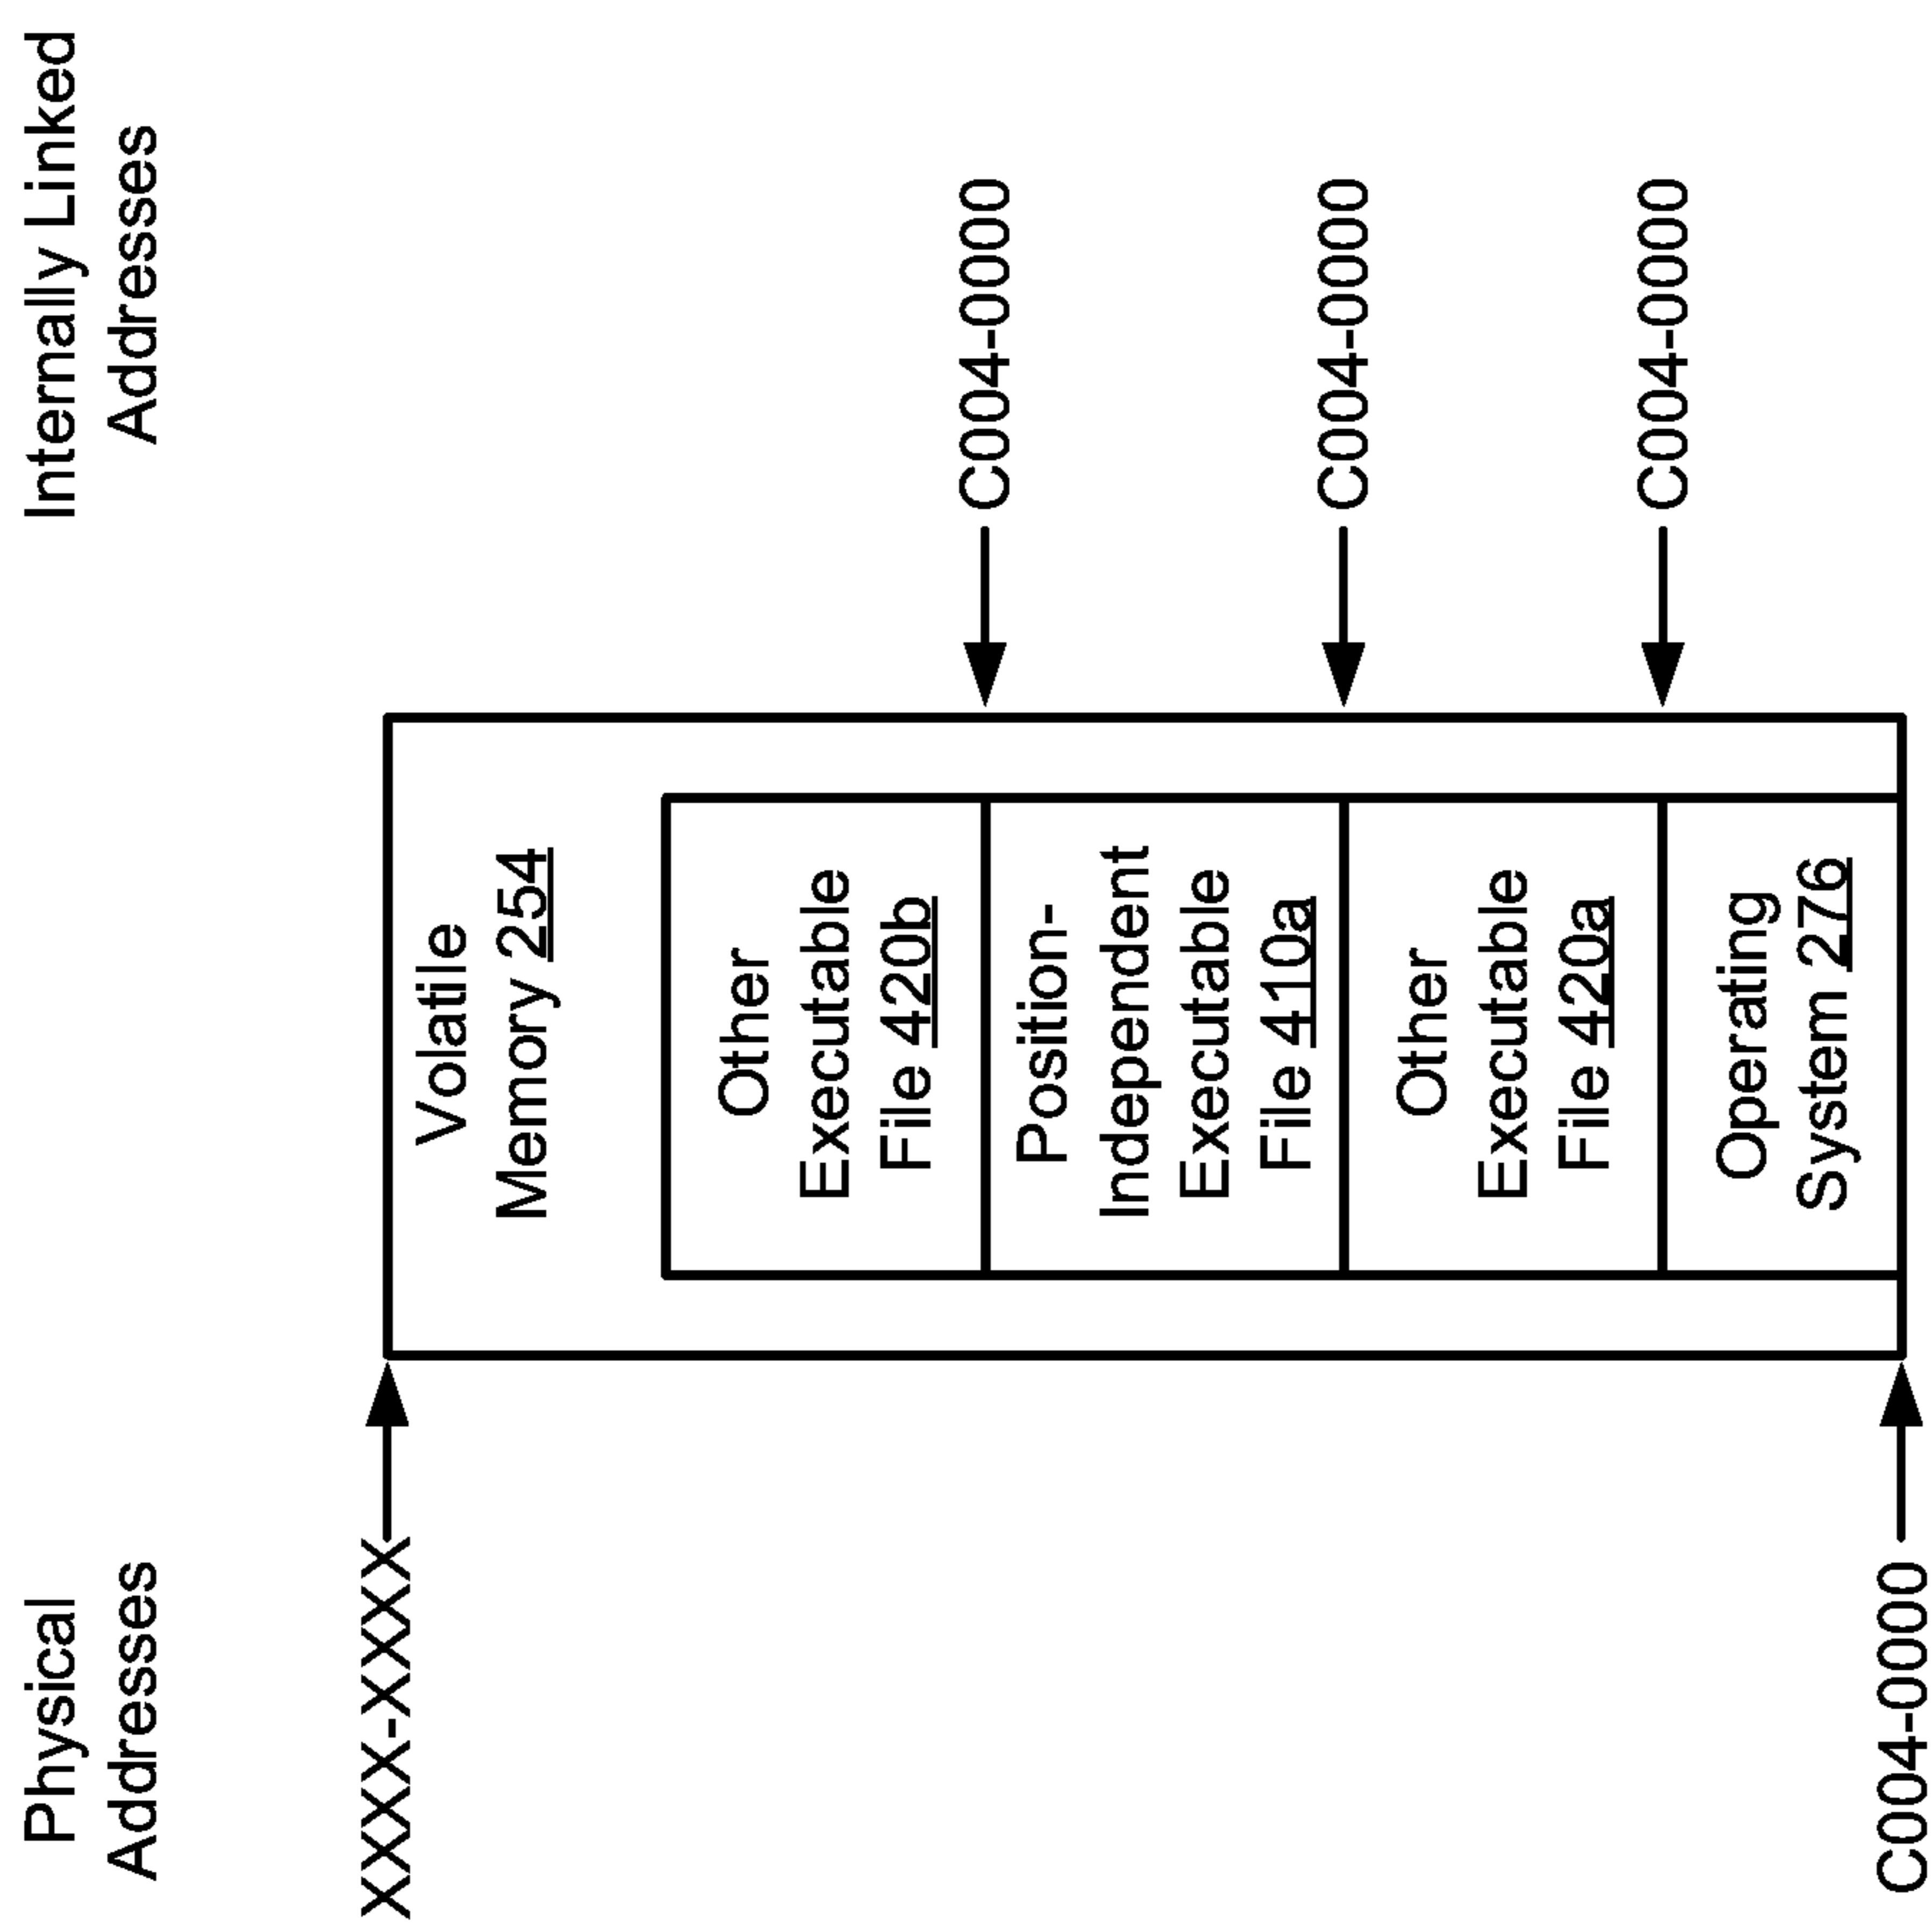 Physical
Addresses
Internally Linked
Addresses
XXXX-XXXX
Volatile
Memory 254
Other
Executable
File 420b
C004-0000
Position-
Independent
Executable
File 410a
C004-0000
Other
Executable
File 420a
C004-0000
Operating
System 276
C004-0000